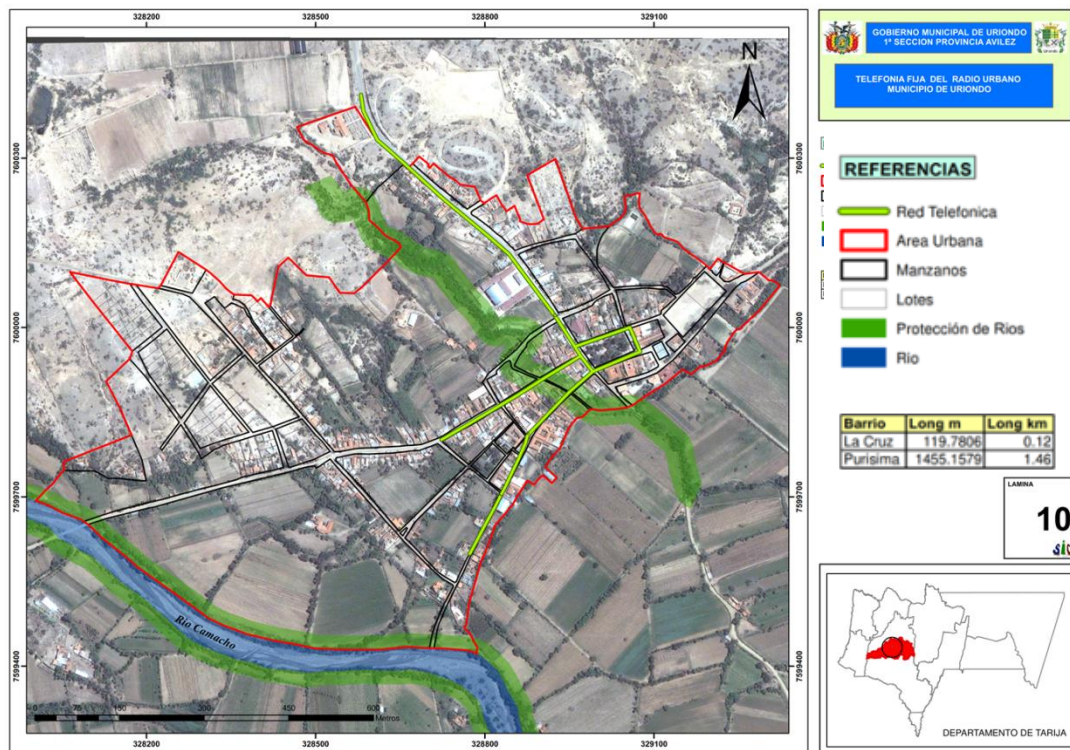 328200 328500 328800 329100
N
7600300 7600300
7600000 7600000
7599700 7599700
7599400 7599400
Rio Camacho
0 75 150 300 450 600
Metros
328200 328500 328800 329100
GOBIERNO MUNICIPAL DE URIONDO
1ª SECCION PROVINCIA AVILEZ
TELEFONIA FIJA DEL RADIO URBANO
MUNICIPIO DE URIONDO
REFERENCIAS
Red Telefonica
Area Urbana
Manzanos
Lotes
Protección de Rios
Rio
Barrio Long m Long km
La Cruz 119.7806 0.12
Purisima 1455.1579 1.46
LAMINA
10
DEPARTAMENTO DE TARIJA